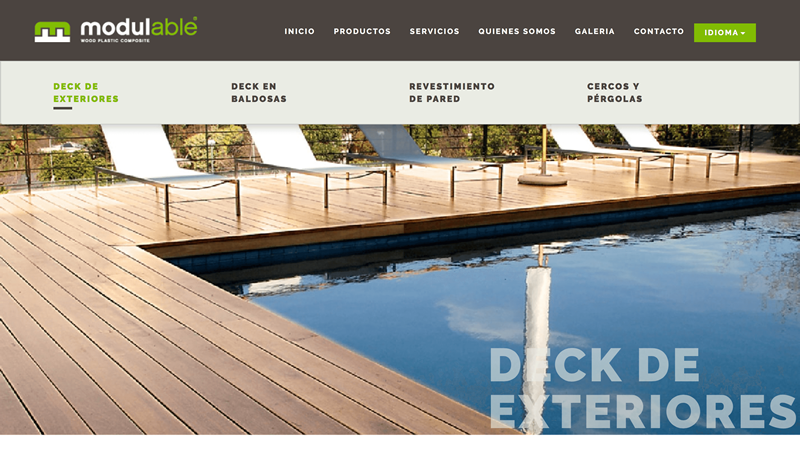 modulable®
WOOD PLASTIC COMPOSITE
INICIO PRODUCTOS SERVICIOS QUIENES SOMOS GALERIA CONTACTO IDIOMA
DECK DE
EXTERIORES
DECK EN
BALDOSAS
REVESTIMIENTO
DE PARED
CERCOS Y
PÉRGOLAS
DECK DE
EXTERIORES